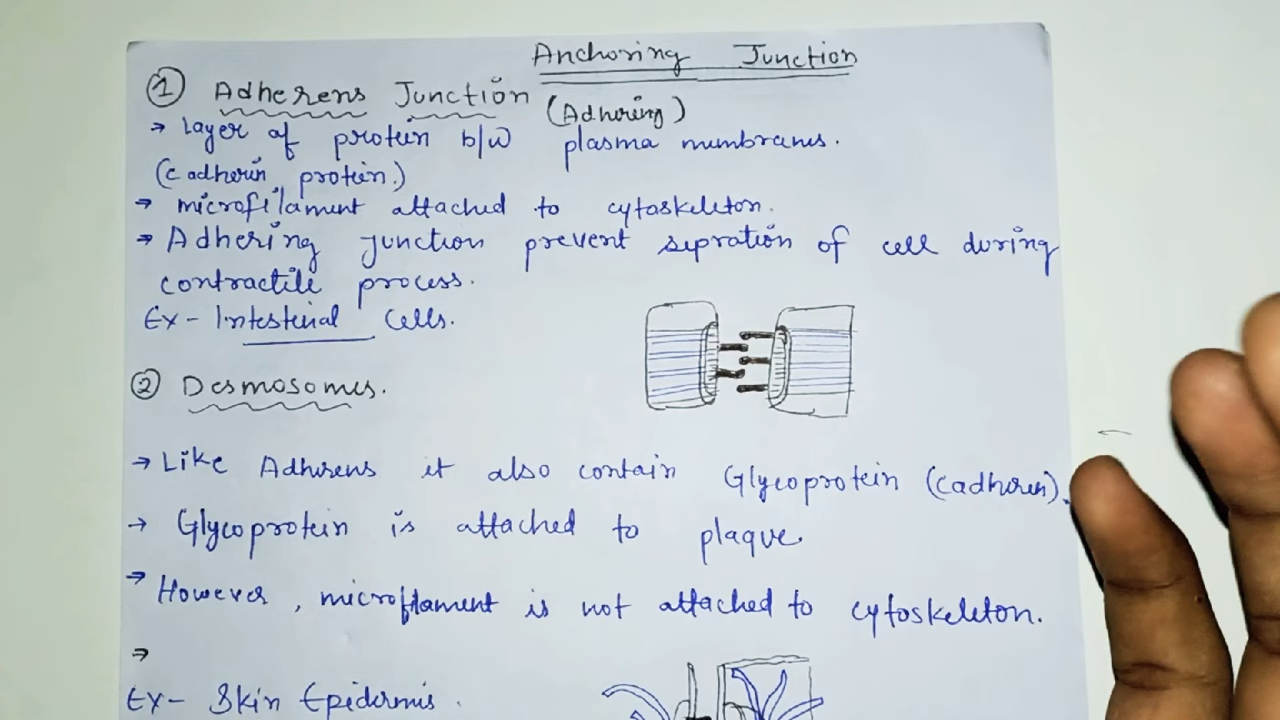 Anchoring Junction
① Adherens Junction (Adhering)
→ Layer of protein b/w plasma membranes.
(cadherin protein.)
→ microfilament attached to cytoskeleton.
→ Adhering junction prevent sepration of cell during
contractile process.
Ex- Intestinal cells.
② Desmosomes.
→ Like Adherens it also contain Glycoprotein (cadherin).
→ Glycoprotein is attached to plaque
→ However, microfilament is not attached to cytoskeleton.
→
Ex- Skin Epidermis.